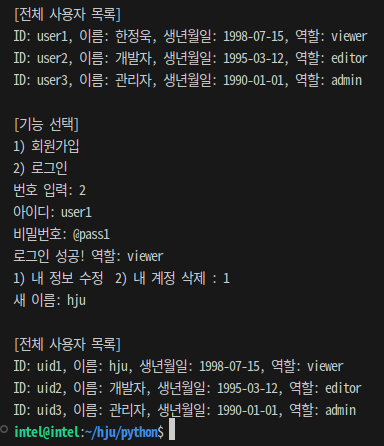 [전체 사용자 목록]
ID: user1, 이름: 한정욱, 생년월일: 1998-07-15, 역할: viewer
ID: user2, 이름: 개발자, 생년월일: 1995-03-12, 역할: editor
ID: user3, 이름: 관리자, 생년월일: 1990-01-01, 역할: admin
[기능 선택]
1) 회원가입
2) 로그인
번호 입력: 2
아이디: user1
비밀번호: @pass1
로그인 성공! 역할: viewer
1) 내 정보 수정  2) 내 계정 삭제 : 1
새 이름: hju
[전체 사용자 목록]
ID: uid1, 이름: hju, 생년월일: 1998-07-15, 역할: viewer
ID: uid2, 이름: 개발자, 생년월일: 1995-03-12, 역할: editor
ID: uid3, 이름: 관리자, 생년월일: 1990-01-01, 역할: admin
intel@intel:~/hju/python$